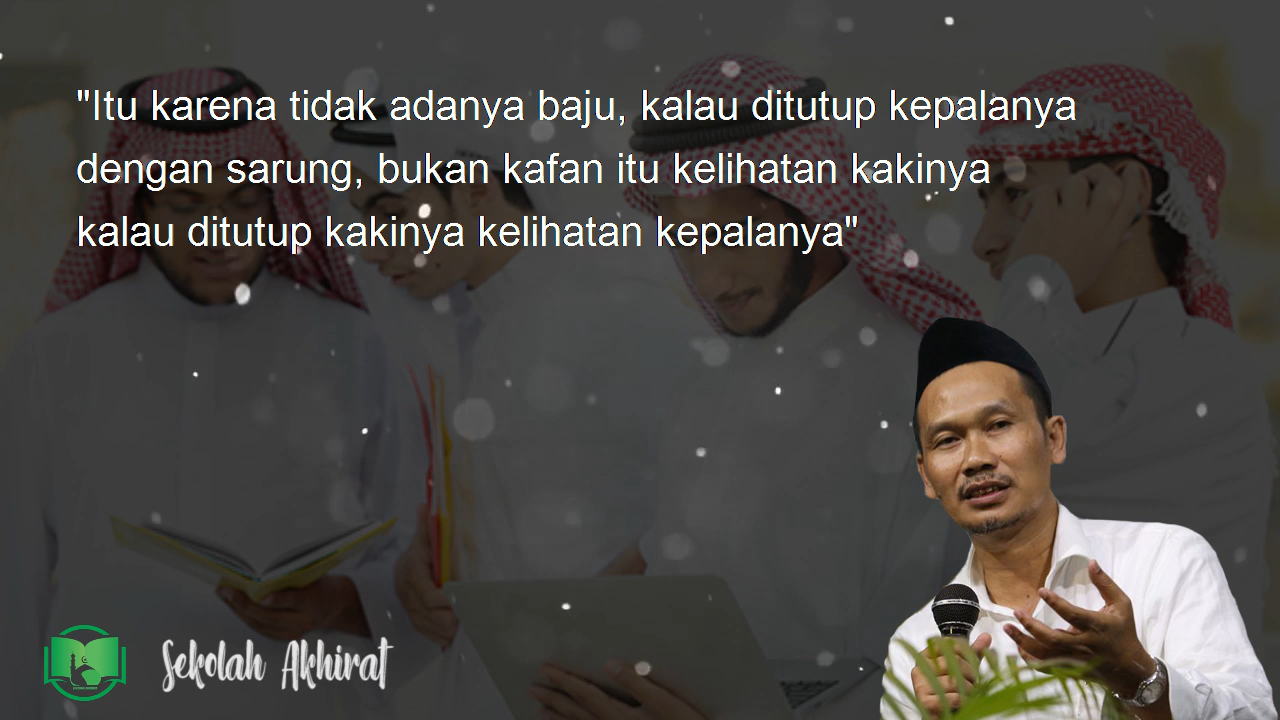 "Itu karena tidak adanya baju, kalau ditutup kepalanya
dengan sarung, bukan kafan itu kelihatan kakinya
kalau ditutup kakinya kelihatan kepalanya"
Sekolah Akhirat